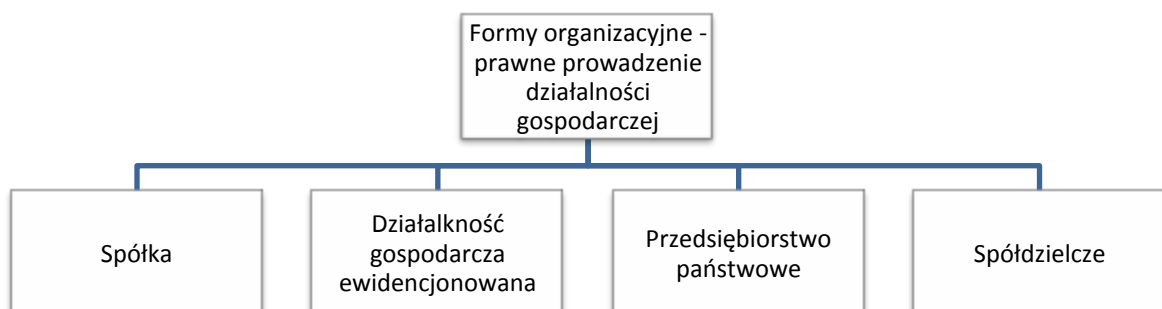 Formy organizacyjne -
prawne prowadzenie
działalności
gospodarczej
Spółka
Działalkność
gospodarcza
ewidencjonowana
Przedsiębiorstwo
państwowe
Spółdzielcze